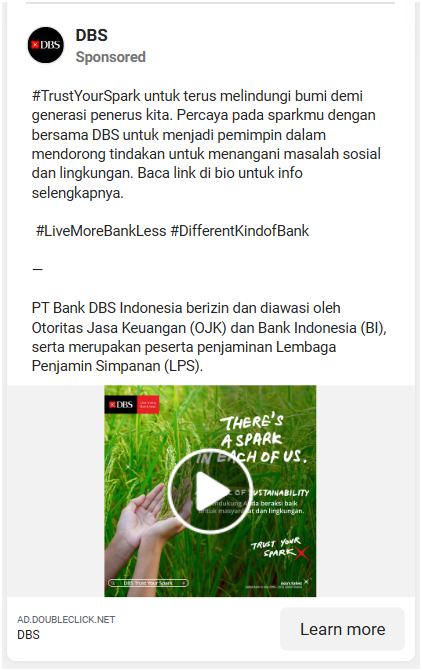 DBS
Sponsored
#TrustYourSpark untuk terus melindungi bumi demi
generasi penerus kita. Percaya pada sparkmu dengan
bersama DBS untuk menjadi pemimpin dalam
mendorong tindakan untuk menangani masalah sosial
dan lingkungan. Baca link di bio untuk info
selengkapnya.
#LiveMoreBankLess #DifferentKindofBank
—
PT Bank DBS Indonesia berizin dan diawasi oleh
Otoritas Jasa Keuangan (OJK) dan Bank Indonesia (BI),
serta merupakan peserta penjaminan Lembaga
Penjamin Simpanan (LPS).
DBS
THERE'S
A SPARK
IN EACH OF US.
OF SUSTAINABILITY
Anda beraksi baik
untuk masyarakat dan lingkungan.
TRUST YOUR
SPARK
DBS Trust Your Spark
AD.DOUBLECLICK.NET
DBS
Learn more